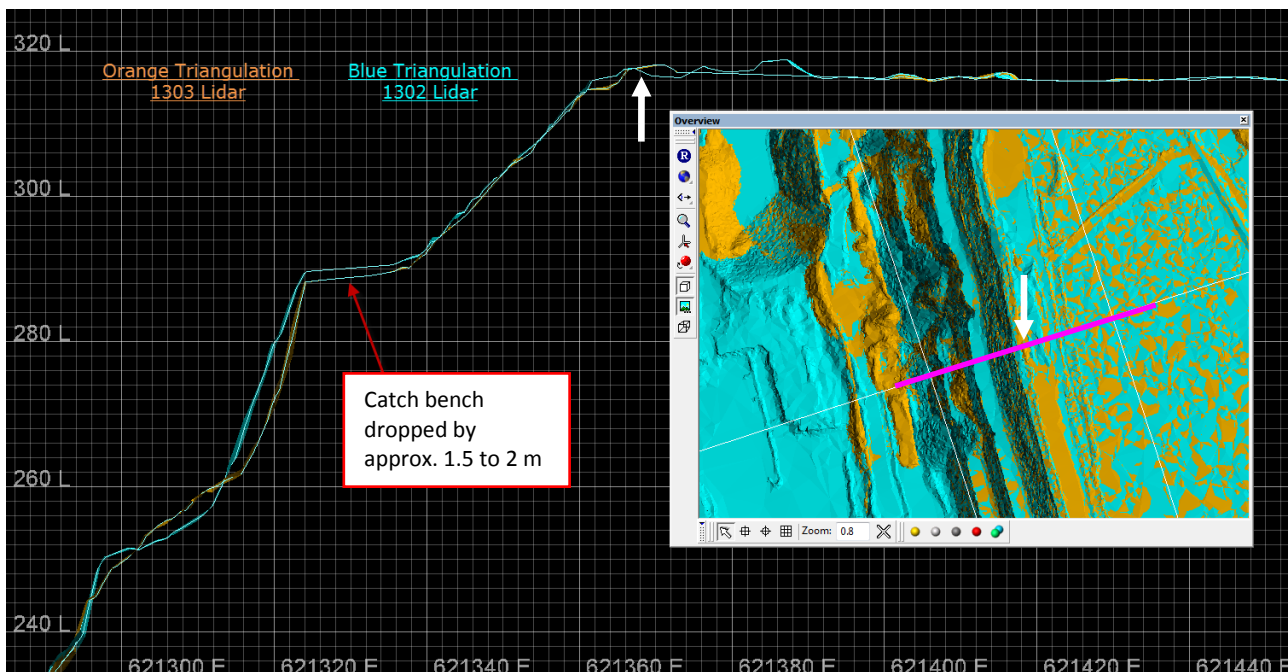 320 L
Orange Triangulation
1303 Lidar
Blue Triangulation
1302 Lidar
Overview
R
300 L
280 L
Catch bench
dropped by
approx. 1.5 to 2 m
260 L
Zoom: 0.8
240 L
621300 E
621320 E
621340 E
621360 E
621380 E
621400 E
621420 E
621440 E